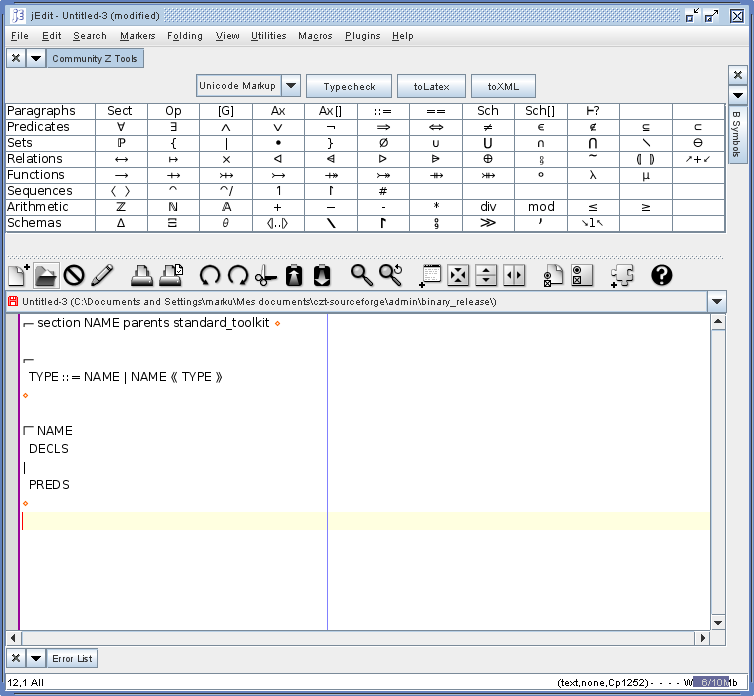 jEdit - Untitled-3 (modified)
File Edit Search Markers Folding View Utilities Macros Plugins Help
Community Z Tools
Unicode Markup Typecheck toLatex toXML
Paragraphs Sect Op [G] Ax Ax[] ::= == Sch Sch[] ⊦?
Predicates ∀ ∃ ∧ ∨ ¬ ⇒ ⇔ ≠ ∈ ∉ ⊆ ⊂
Sets ℙ { | • } ∅ ∪ ⋃ ∩ ⋂ ∖ ⊖
Relations ↔ ↦ × ⊲ ⩤ ⊳ ⩥ ⊕ ⨾ ~ ⦇ ⦈ ↗+↙
Functions → ⇸ ⤔ ↣ ⤀ ↠ ⤖ ∘ λ μ
Sequences 〈 〉 ⁀ ⁀/ 1 ↾ #
Arithmetic ℤ ℕ 𝔸 + − - * div mod ≤ ≥
Schemas Δ Ξ θ ⦉..⦊ ∖ ↾ ⨟ ⨠ ′ ↘1↖
B Symbols
Untitled-3 (C:\Documents and Settings\marku\Mes documents\czt-sourceforge\admin\binary_release\)
section NAME parents standard_toolkit
TYPE ::= NAME | NAME 《 TYPE 》
NAME
DECLS
|
PREDS
Error List
12,1 All (text,none,Cp1252) - - - - W 6/10Mb